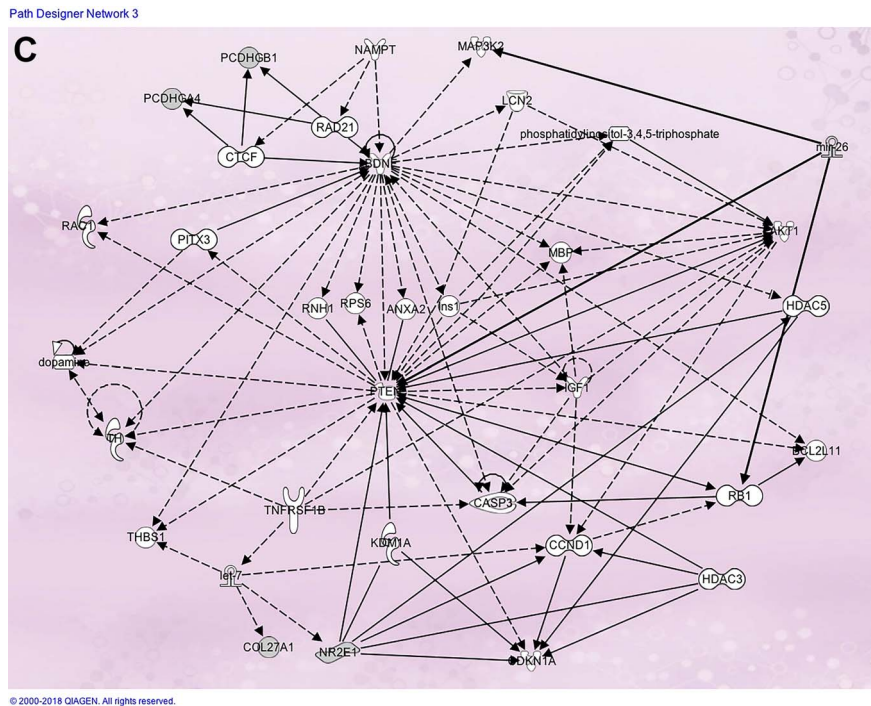 Path Designer Network 3
C
PCDHGB1
NAMPT
MAP3K2
PCDHGA4
LCN2
RAD21
phosphatidylinositol-3,4,5-triphosphate
mir-26
CTCF
BDNF
RAC1
PITX3
AKT1
MBP
RNH1
RPS6
ANXA2
Ins1
HDAC5
dopamine
PTEN
IGF1
TH
BCL2L11
RB1
CASP3
TNFRSF1B
THBS1
KDM1A
CCND1
let-7
HDAC3
COL27A1
NR2E1
CDKN1A
© 2000-2018 QIAGEN. All rights reserved.